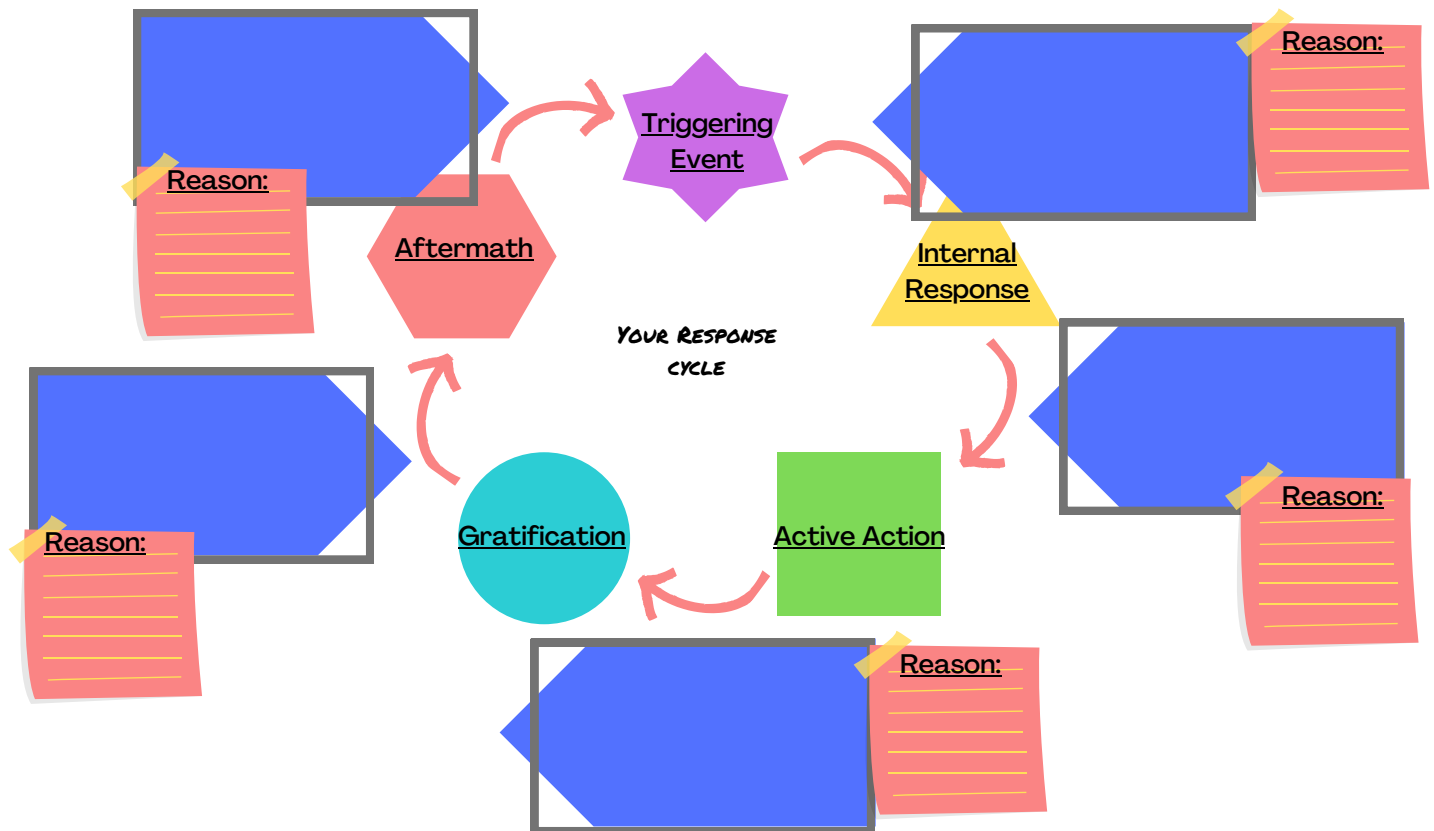 Reason:
Triggering
Event
Reason:
Aftermath
Internal
Response
Your Response
cycle
Reason:
Gratification
Active Action
Reason:
Reason: